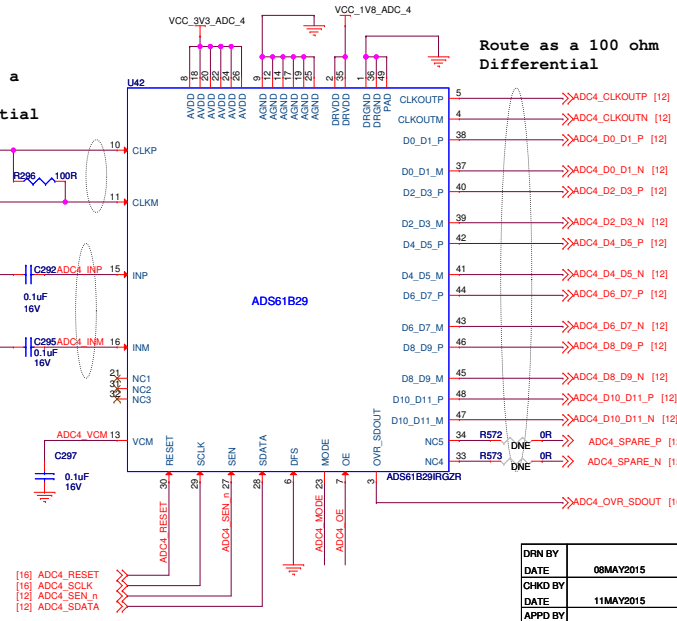 VCC_3V3_ADC_4
VCC_1V8_ADC_4
Route as a 100 ohm
Differential
a
tial
U42
8
18
20
22
24
26
9
12
14
17
19
25
2
35
1
36
49
AVDD
AVDD
AVDD
AVDD
AVDD
AVDD
AGND
AGND
AGND
AGND
AGND
AGND
DRVDD
DRVDD
DRGND
DRGND
PAD
CLKOUTP 5 ADC4_CLKOUTP [12]
CLKOUTM 4 ADC4_CLKOUTN [12]
D0_D1_P 38 ADC4_D0_D1_P [12]
D0_D1_M 37 ADC4_D0_D1_N [12]
D2_D3_P 40 ADC4_D2_D3_P [12]
D2_D3_M 39 ADC4_D2_D3_N [12]
D4_D5_P 42 ADC4_D4_D5_P [12]
D4_D5_M 41 ADC4_D4_D5_N [12]
D6_D7_P 44 ADC4_D6_D7_P [12]
D6_D7_M 43 ADC4_D6_D7_N [12]
D8_D9_P 46 ADC4_D8_D9_P [12]
D8_D9_M 45 ADC4_D8_D9_N [12]
D10_D11_P 48 ADC4_D10_D11_P [12]
D10_D11_M 47 ADC4_D10_D11_N [12]
NC5 34 R572 DNE 0R ADC4_SPARE_P
NC4 33 R573 DNE 0R ADC4_SPARE_N
10 CLKP
R296 100R
11 CLKM
C292 ADC4_INP 15 INP
0.1uF
16V
ADS61B29
C295 ADC4_INM 16 INM
0.1uF
16V
21 NC1
NC2
NC3
ADC4_VCM 13 VCM
C297
0.1uF
16V
RESET
SCLK
SEN
SDATA
DFS
MODE
OE
OVR_SDOUT
ADS61B29IRGZR
30
29
27
28
6
23
7
3
ADC4_RESET
ADC4_SEN_n
ADC4_MODE
ADC4_OE
ADC4_OVR_SDOUT
[16] ADC4_RESET
[16] ADC4_SCLK
[12] ADC4_SEN_n
[12] ADC4_SDATA
DRN BY
DATE 08MAY2015
CHKD BY
DATE 11MAY2015
APPD BY